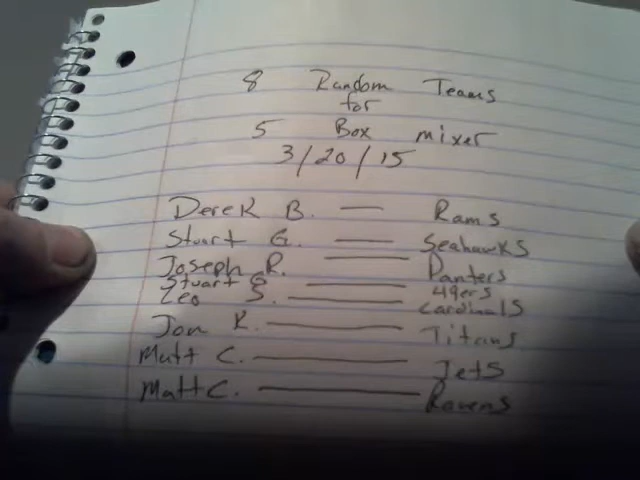 8 Random Teams
for
5 Box mixer
3/20/15
Derek B. — Rams
Stuart G. — Seahawks
Joseph R. — Panters
Stuart G. — 49ers
Leo S. — Cardinals
Jon K. — Titans
Matt C. — Jets
Matt C. — Ravens